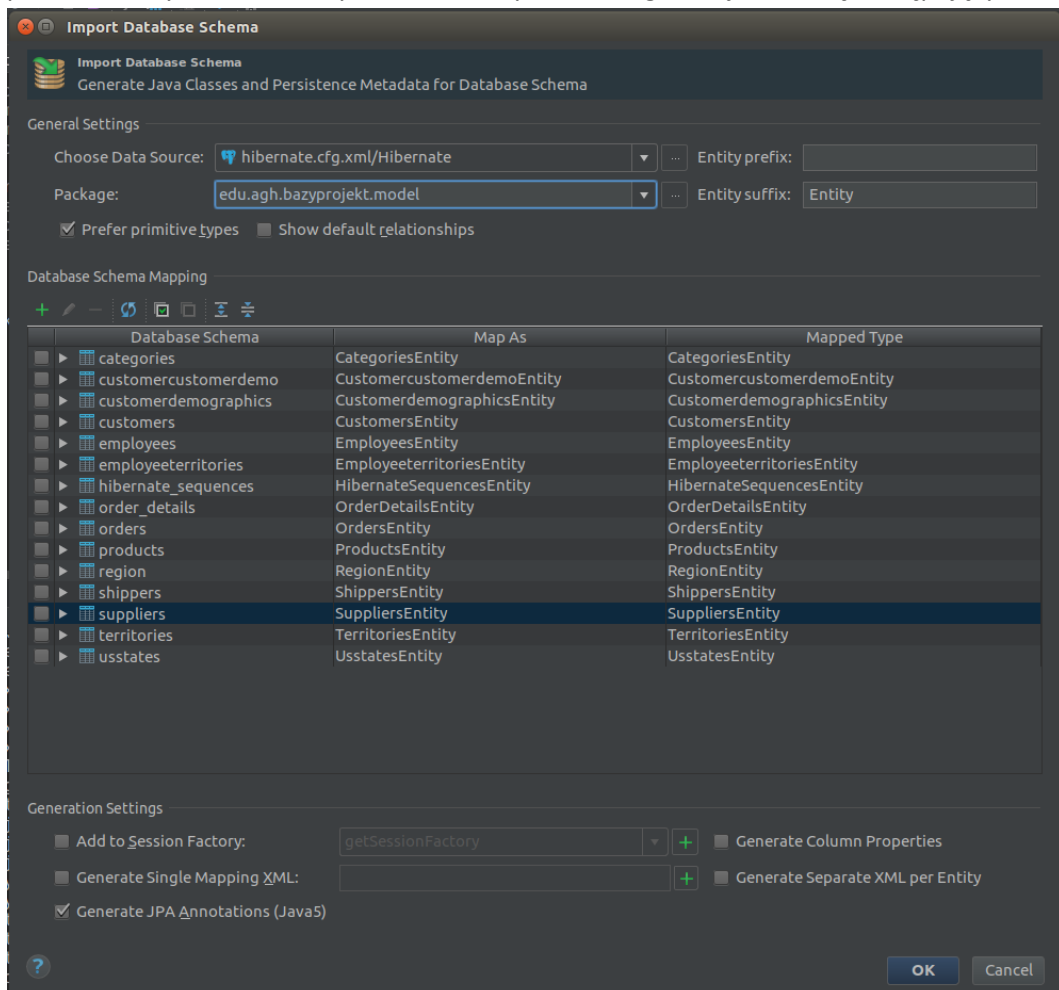 Import Database Schema
Import Database Schema
Generate Java Classes and Persistence Metadata for Database Schema
General Settings
Choose Data Source: hibernate.cfg.xml/Hibernate ... Entity prefix:
Package: edu.agh.bazyprojekt.model ... Entity suffix: Entity
Prefer primitive types Show default relationships
Database Schema Mapping
Database Schema Map As Mapped Type
categories CategoriesEntity CategoriesEntity
customercustomerdemo CustomercustomerdemoEntity CustomercustomerdemoEntity
customerdemographics CustomerdemographicsEntity CustomerdemographicsEntity
customers CustomersEntity CustomersEntity
employees EmployeesEntity EmployeesEntity
employeeterritories EmployeeterritoriesEntity EmployeeterritoriesEntity
hibernate_sequences HibernateSequencesEntity HibernateSequencesEntity
order_details OrderDetailsEntity OrderDetailsEntity
orders OrdersEntity OrdersEntity
products ProductsEntity ProductsEntity
region RegionEntity RegionEntity
shippers ShippersEntity ShippersEntity
suppliers SuppliersEntity SuppliersEntity
territories TerritoriesEntity TerritoriesEntity
usstates UsstatesEntity UsstatesEntity
Generation Settings
Add to Session Factory: getSessionFactory Generate Column Properties
Generate Single Mapping XML: Generate Separate XML per Entity
Generate JPA Annotations (Java5)
? OK Cancel